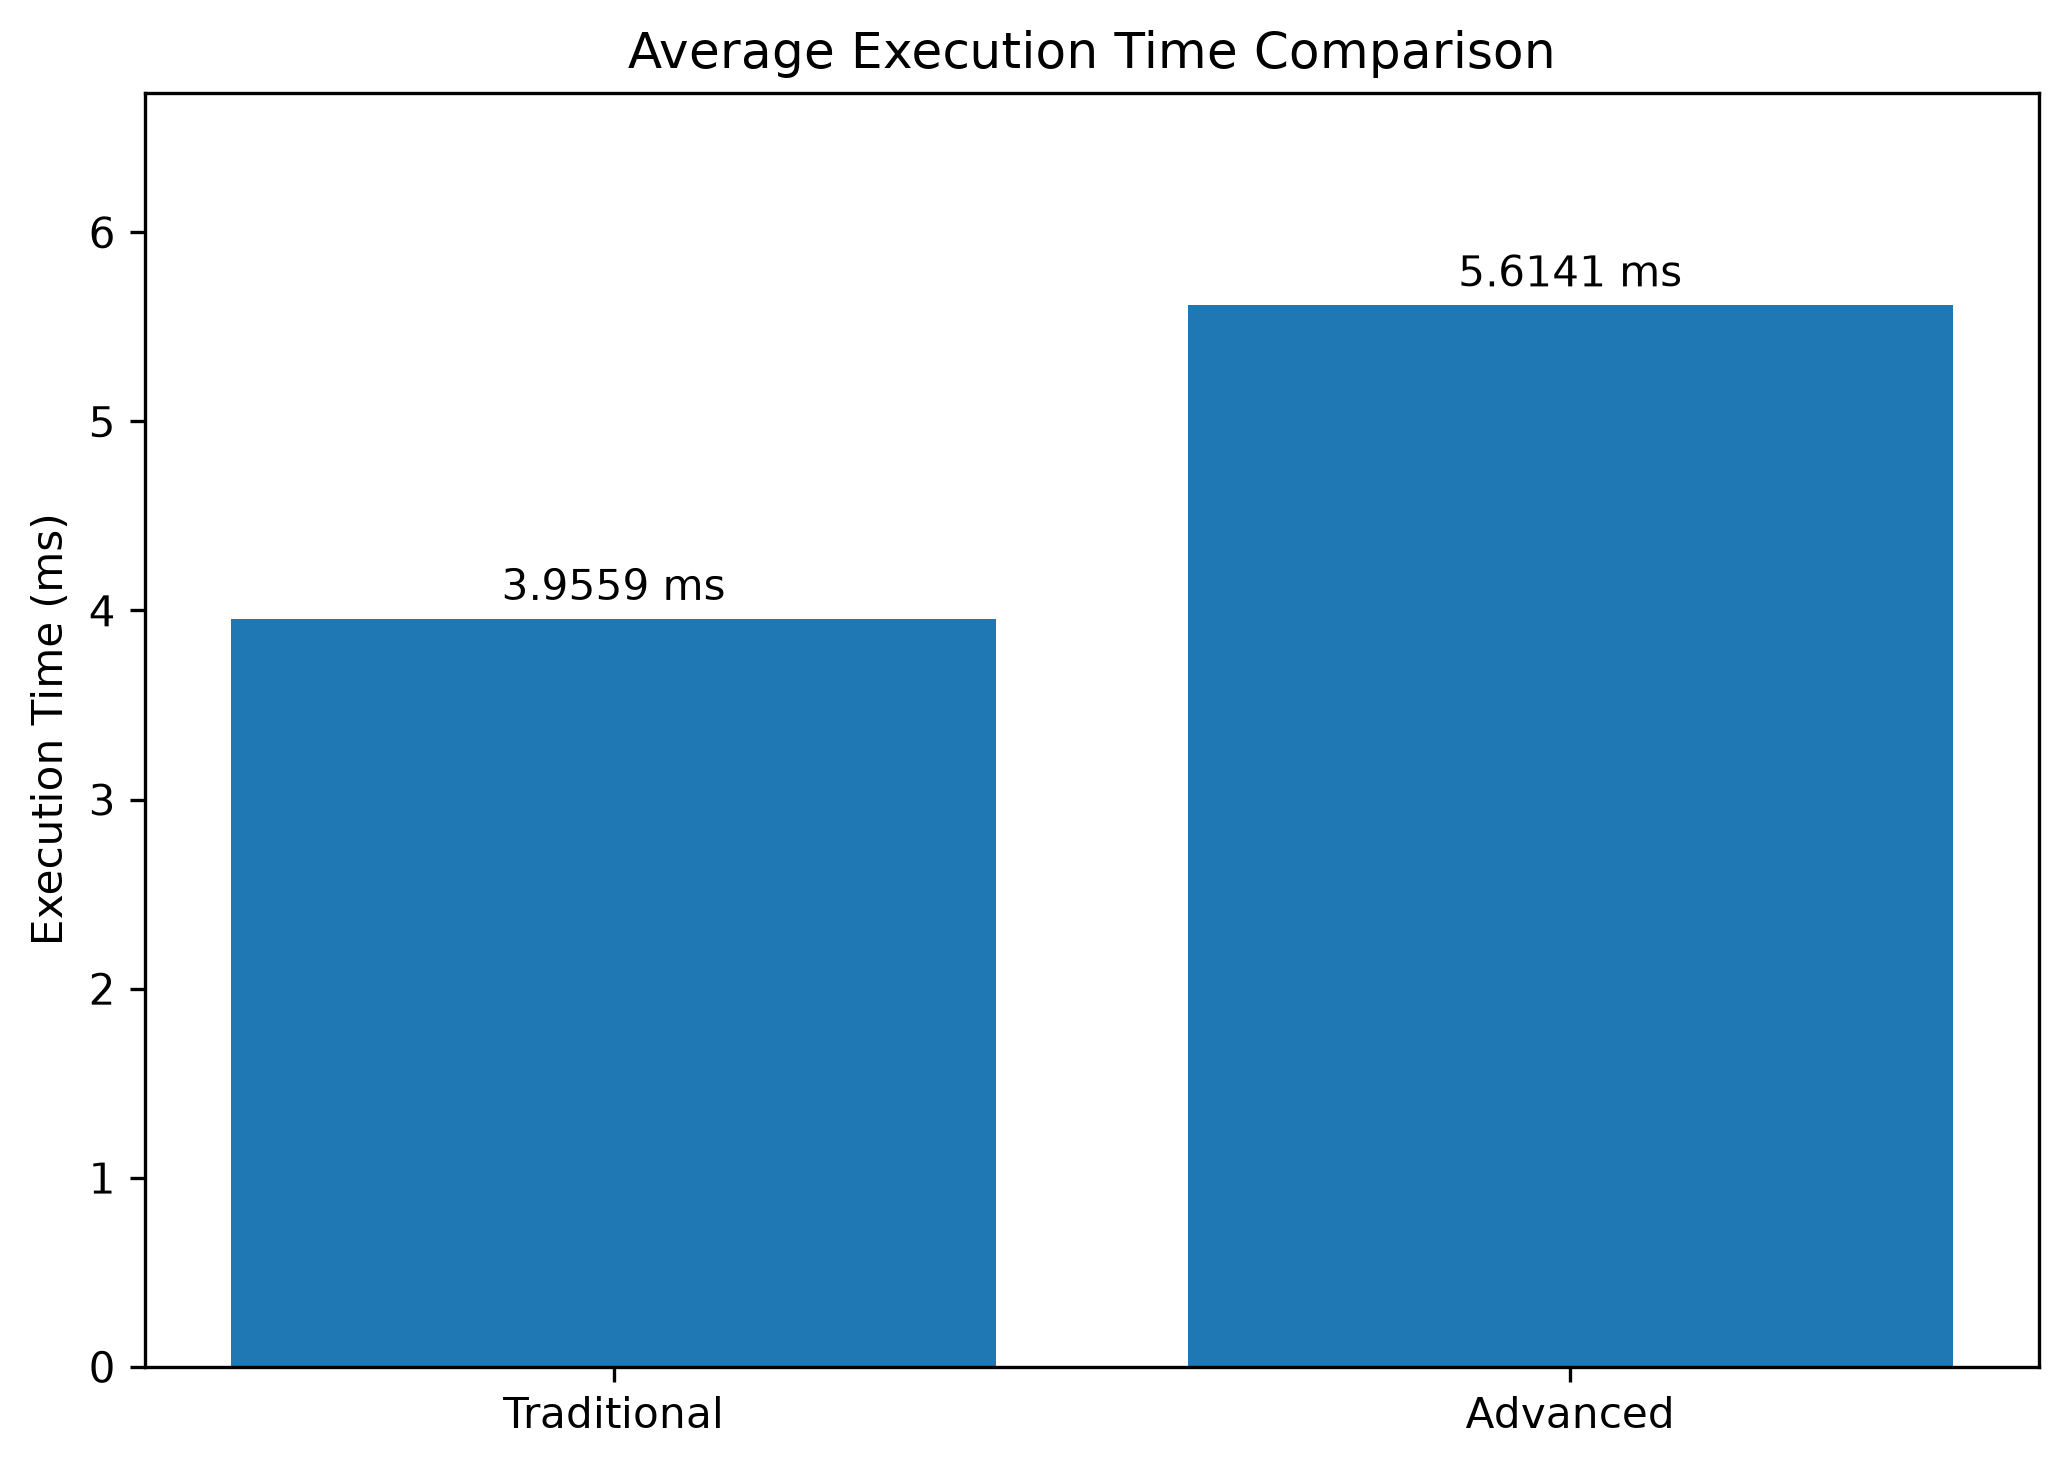 Average Execution Time Comparison
Execution Time (ms)
6
5
4
3
2
1
0
3.9559 ms
5.6141 ms
Traditional
Advanced